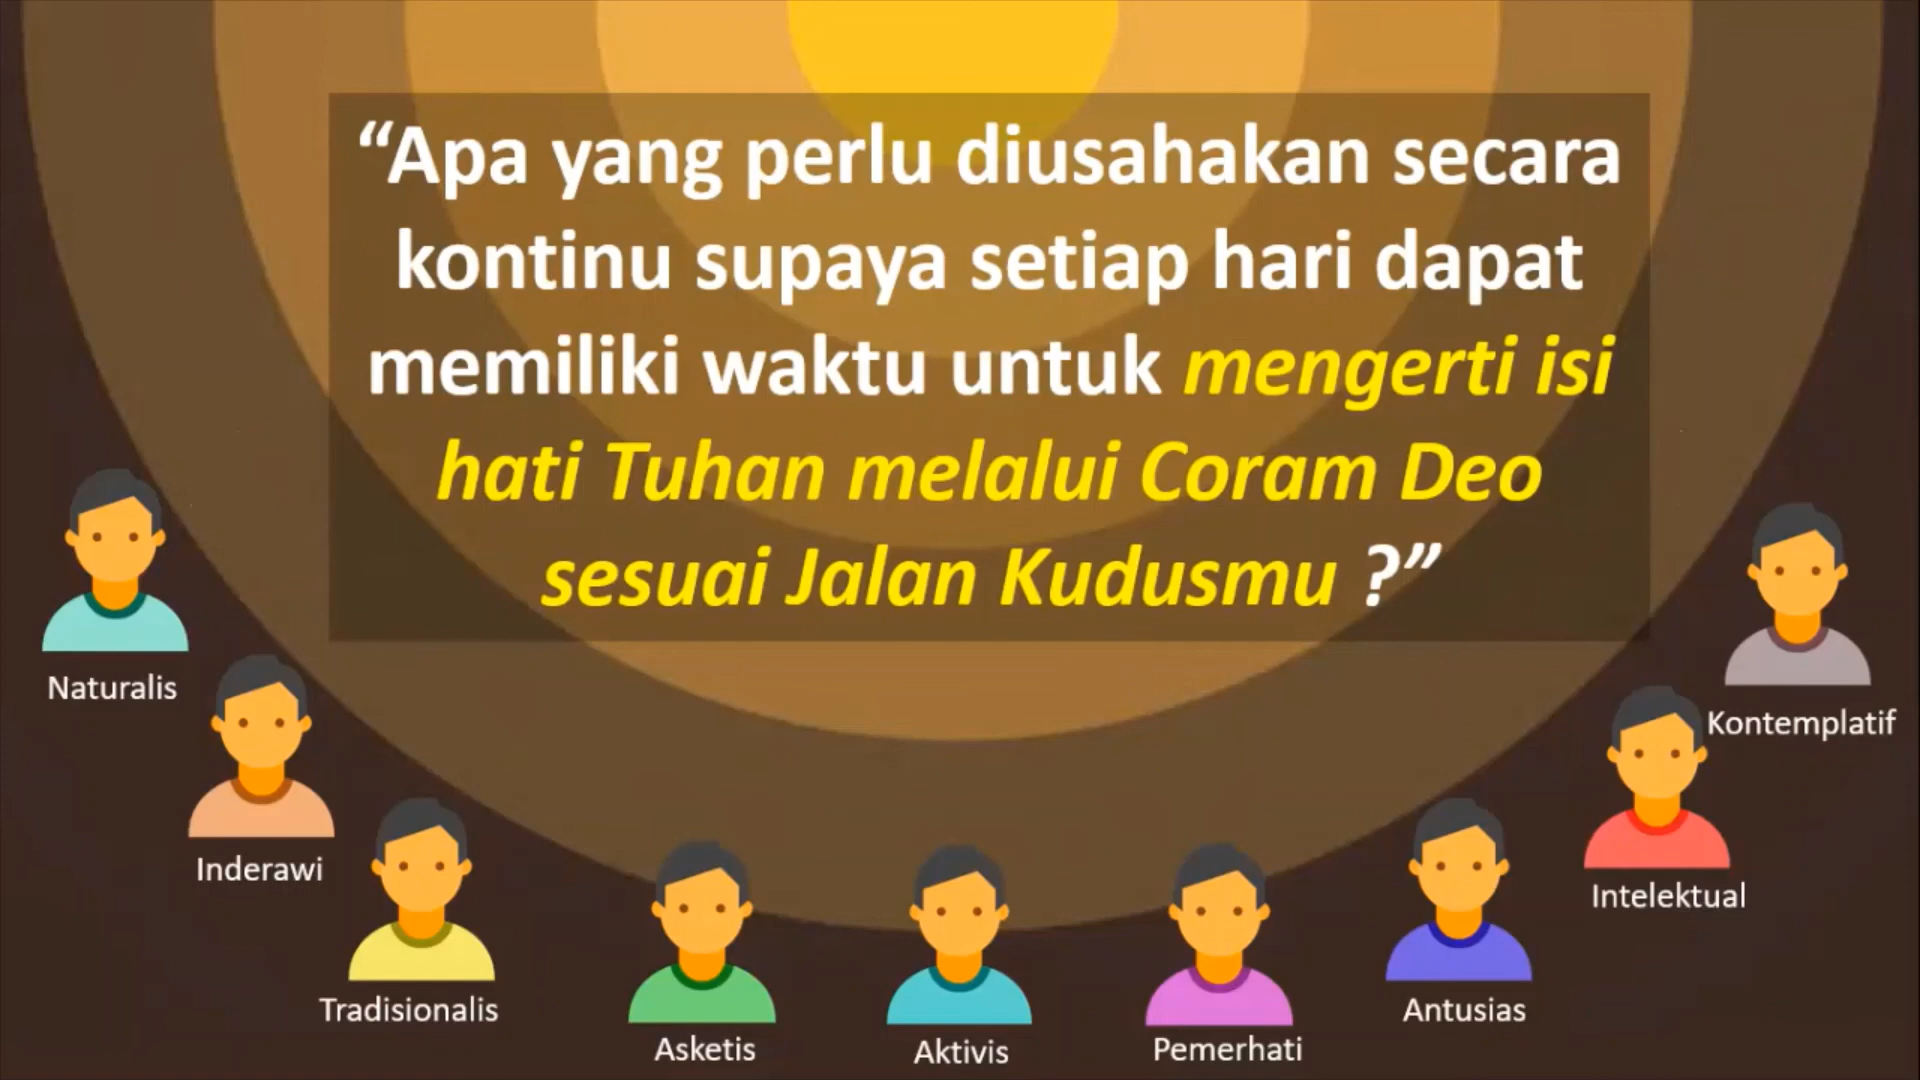 “Apa yang perlu diusahakan secara
kontinu supaya setiap hari dapat
memiliki waktu untuk mengerti isi
hati Tuhan melalui Coram Deo
sesuai Jalan Kudusmu ?”
Naturalis
Inderawi
Tradisionalis
Asketis
Aktivis
Pemerhati
Antusias
Intelektual
Kontemplatif